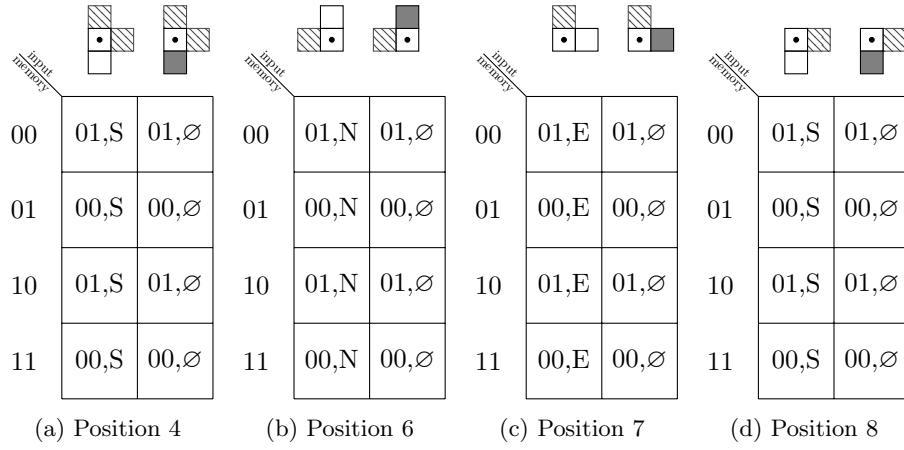 input memory input memory input memory input memory
00 01,S 01,∅ 00 01,N 01,∅ 00 01,E 01,∅ 00 01,S 01,∅
01 00,S 00,∅ 01 00,N 00,∅ 01 00,E 00,∅ 01 00,S 00,∅
10 01,S 01,∅ 10 01,N 01,∅ 10 01,E 01,∅ 10 01,S 01,∅
11 00,S 00,∅ 11 00,N 00,∅ 11 00,E 00,∅ 11 00,S 00,∅
(a) Position 4 (b) Position 6 (c) Position 7 (d) Position 8